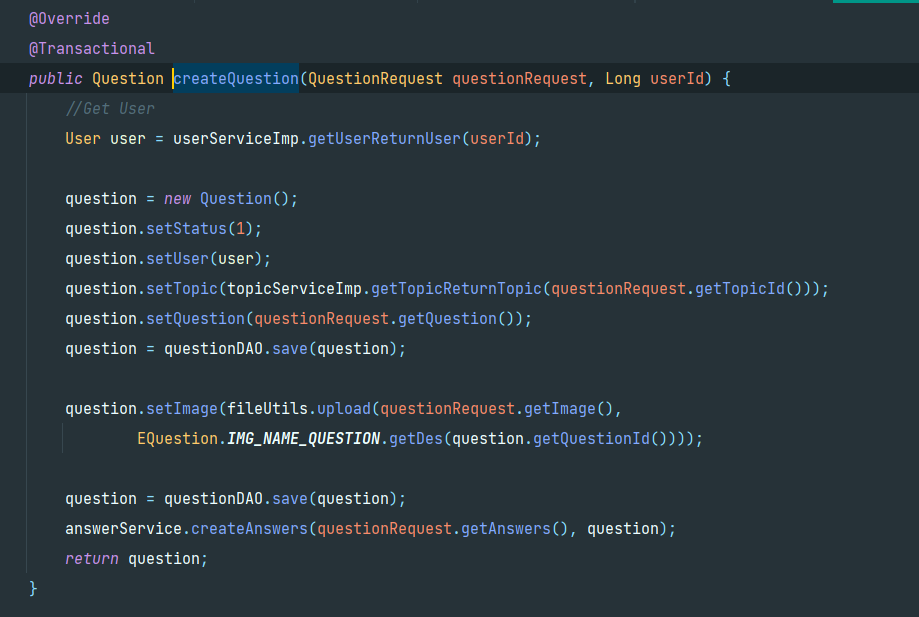 @Override
@Transactional
public Question createQuestion(QuestionRequest questionRequest, Long userId) {
//Get User
User user = userServiceImp.getUserReturnUser(userId);
question = new Question();
question.setStatus(1);
question.setUser(user);
question.setTopic(topicServiceImp.getTopicReturnTopic(questionRequest.getTopicId()));
question.setQuestion(questionRequest.getQuestion());
question = questionDAO.save(question);
question.setImage(fileUtils.upload(questionRequest.getImage(),
EQuestion.IMG_NAME_QUESTION.getDes(question.getQuestionId())));
question = questionDAO.save(question);
answerService.createAnswers(questionRequest.getAnswers(), question);
return question;
}